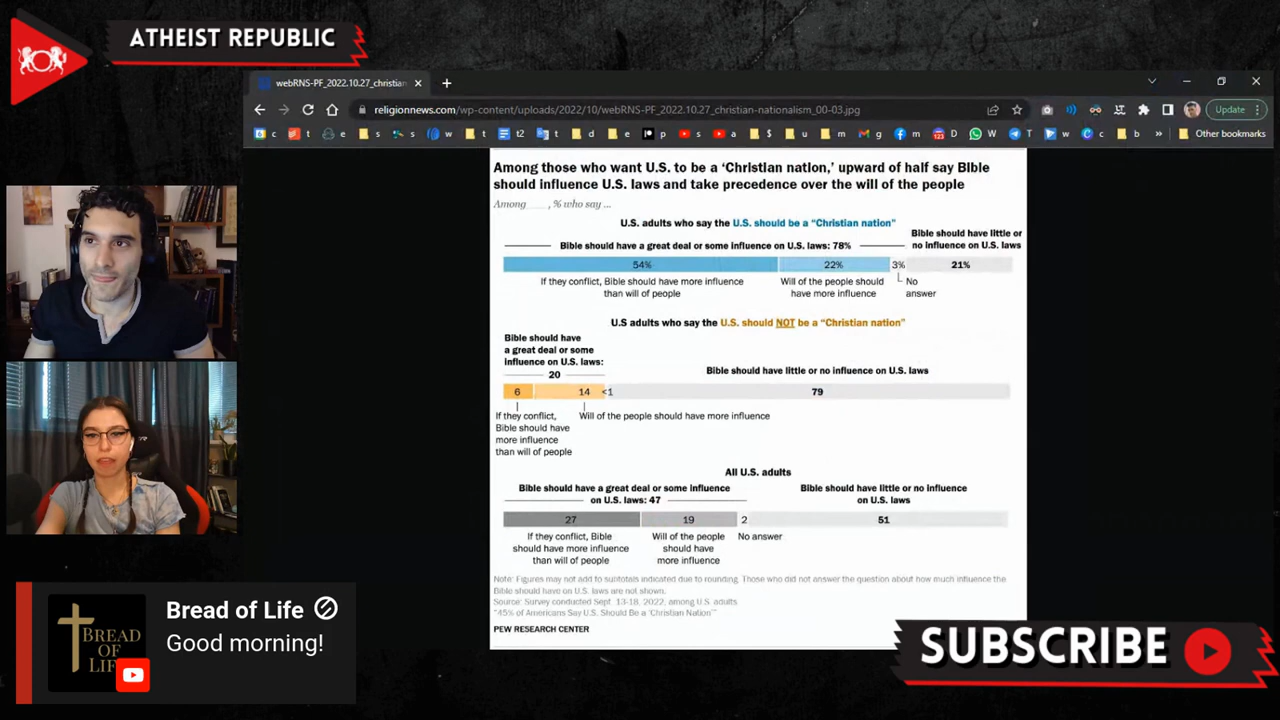 ATHEIST REPUBLIC
webRNS-PF_2022.10.27_christian
religionnews.com/wp-content/uploads/2022/10/webRNS-PF_2022.10.27_christian-nationalism_00-03.jpg
Update
c t e s s w t t2 d e p s a $ u m g m D W T w c b » Other bookmarks
Among those who want U.S. to be a ‘Christian nation,’ upward of half say Bible
should influence U.S. laws and take precedence over the will of the people
Among ___, % who say ...
U.S. adults who say the U.S. should be a “Christian nation”
Bible should have a great deal or some influence on U.S. laws: 78%
Bible should have little or
no influence on U.S. laws
54% 22% 3% 21%
If they conflict, Bible should have more influence
than will of people
Will of the people should
have more influence
No
answer
U.S adults who say the U.S. should NOT be a “Christian nation”
Bible should have
a great deal or some
influence on U.S. laws:
20
Bible should have little or no influence on U.S. laws
6 14 <1 79
If they conflict,
Bible should have
more influence
than will of people
Will of the people should have more influence
All U.S. adults
Bible should have a great deal or some influence
on U.S. laws: 47
Bible should have little or no influence
on U.S. laws
27 19 2 51
If they conflict, Bible
should have more influence
than will of people
Will of the people
should have
more influence
No answer
Note: Figures may not add to subtotals indicated due to rounding. Those who did not answer the question about how much influence the
Bible should have on U.S. laws are not shown.
Source: Survey conducted Sept. 13-18, 2022, among U.S. adults.
“45% of Americans Say U.S. Should Be a ‘Christian Nation’”
PEW RESEARCH CENTER
BREAD
OF
LIFE
Bread of Life
Good morning!
SUBSCRIBE